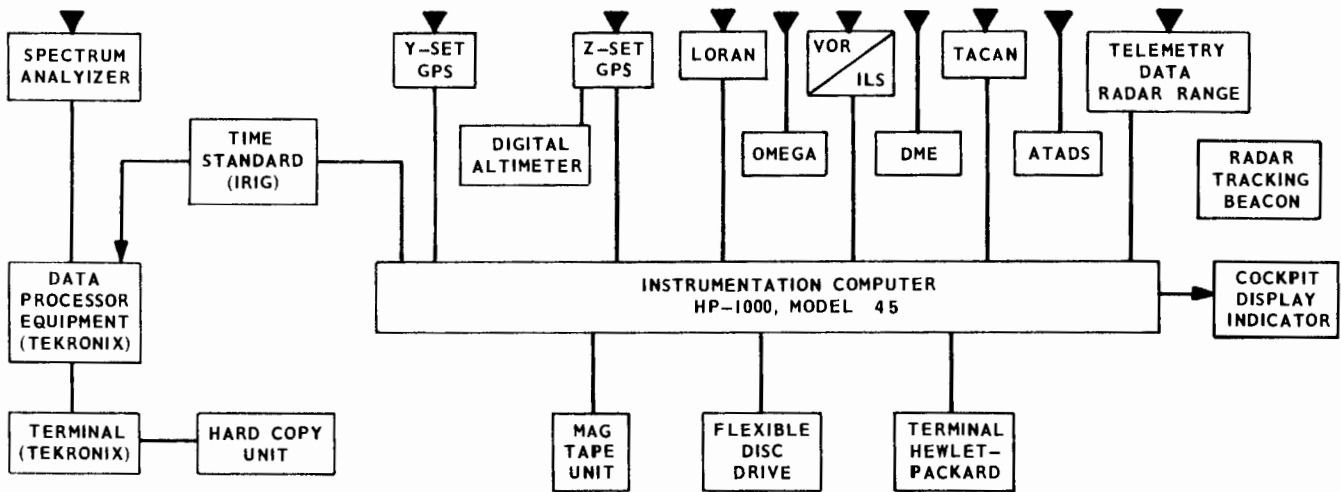 SPECTRUM
ANALYIZER
Y-SET
GPS
Z-SET
GPS
LORAN
VOR
ILS
TACAN
TELEMETRY
DATA
RADAR RANGE
TIME
STANDARD
(IRIG)
DIGITAL
ALTIMETER
OMEGA
DME
ATADS
RADAR
TRACKING
BEACON
DATA
PROCESSOR
EQUIPMENT
(TEKRONIX)
INSTRUMENTATION COMPUTER
HP-1000, MODEL 45
COCKPIT
DISPLAY
INDICATOR
TERMINAL
(TEKRONIX)
HARD COPY
UNIT
MAG
TAPE
UNIT
FLEXIBLE
DISC
DRIVE
TERMINAL
HEWLET-
PACKARD